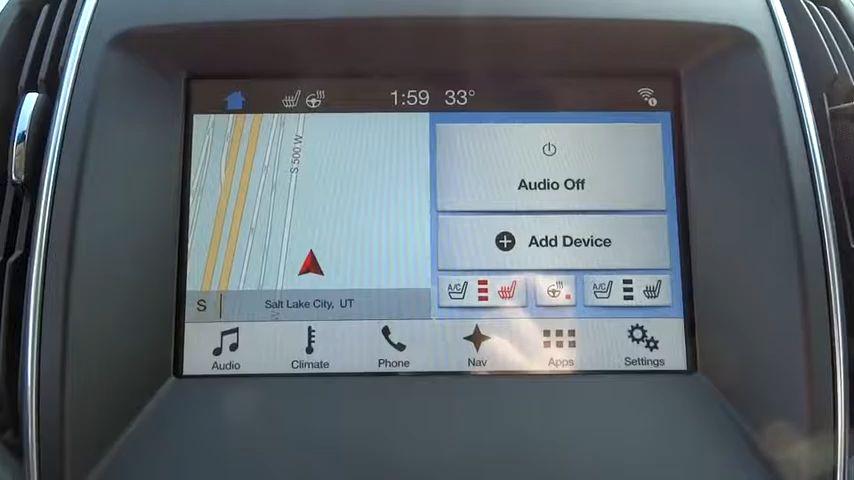 1:59 33°
S 500 W
Audio Off
Add Device
A/C
A/C
S
Salt Lake City, UT
Audio
Climate
Phone
Nav
Apps
Settings